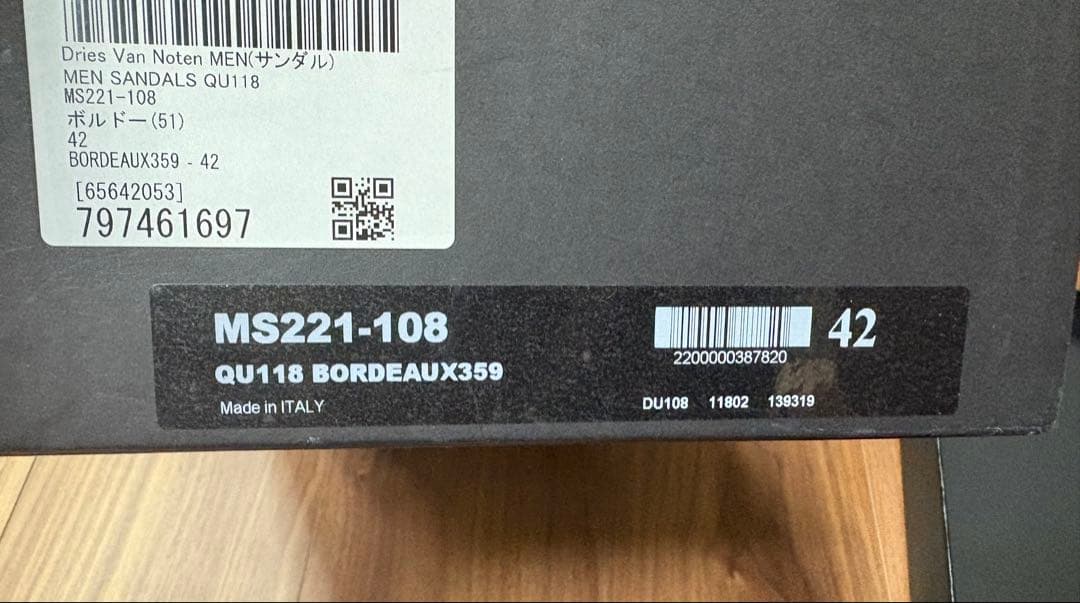 Dries Van Noten MEN(サンダル)
MEN SANDALS QU118
MS221-108
ボルドー(51)
42
BORDEAUX359 - 42
[65642053]
797461697
MS221-108
QU118 BORDEAUX359
Made in ITALY
2200000387820
42
DU108 11802 139319